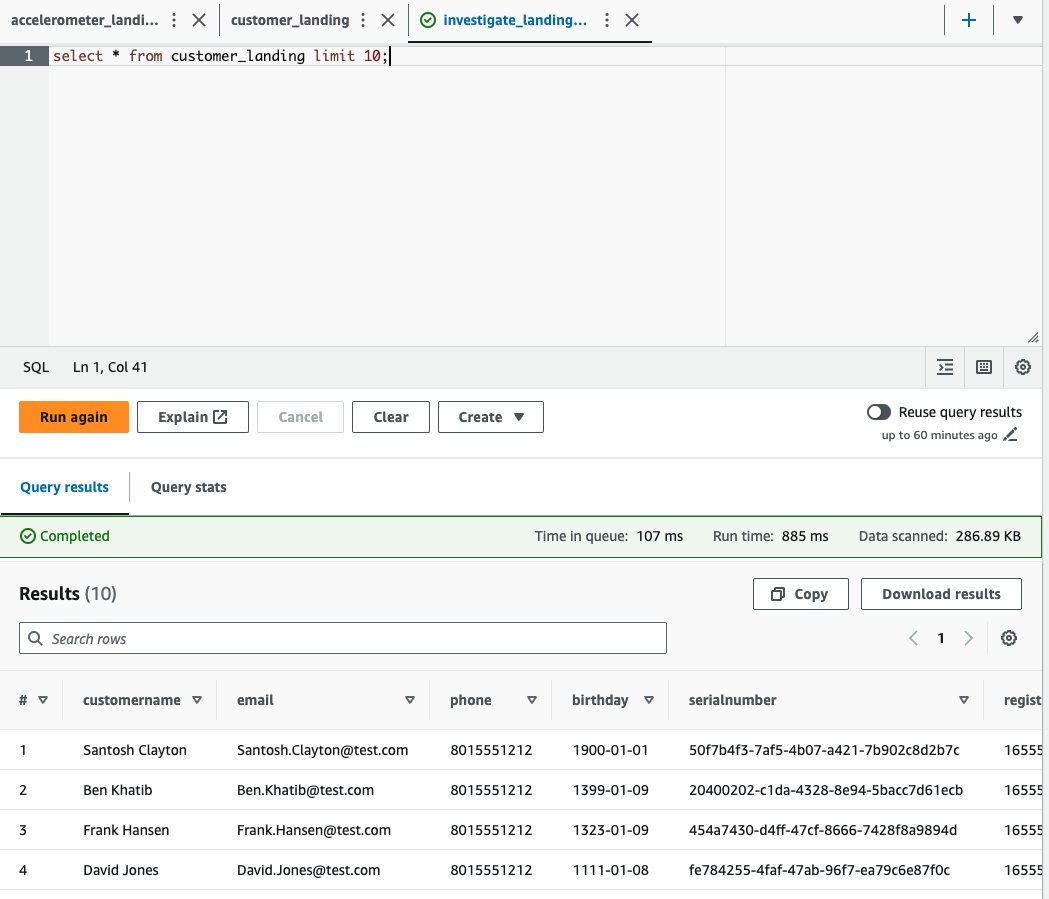 accelerometer_landi... customer_landing investigate_landing...
1 select * from customer_landing limit 10;
SQL Ln 1, Col 41
Run again Explain Cancel Clear Create Reuse query results
up to 60 minutes ago
Query results Query stats
Completed Time in queue: 107 ms Run time: 885 ms Data scanned: 286.89 KB
Results (10) Copy Download results
Search rows 1
# customername email phone birthday serialnumber regist
1 Santosh Clayton Santosh.Clayton@test.com 8015551212 1900-01-01 50f7b4f3-7af5-4b07-a421-7b902c8d2b7c 16555
2 Ben Khatib Ben.Khatib@test.com 8015551212 1399-01-09 20400202-c1da-4328-8e94-5bacc7d61ecb 16555
3 Frank Hansen Frank.Hansen@test.com 8015551212 1323-01-09 454a7430-d4ff-47cf-8666-7428f8a9894d 16555
4 David Jones David.Jones@test.com 8015551212 1111-01-08 fe784255-4faf-47ab-96f7-ea79c6e87f0c 16555